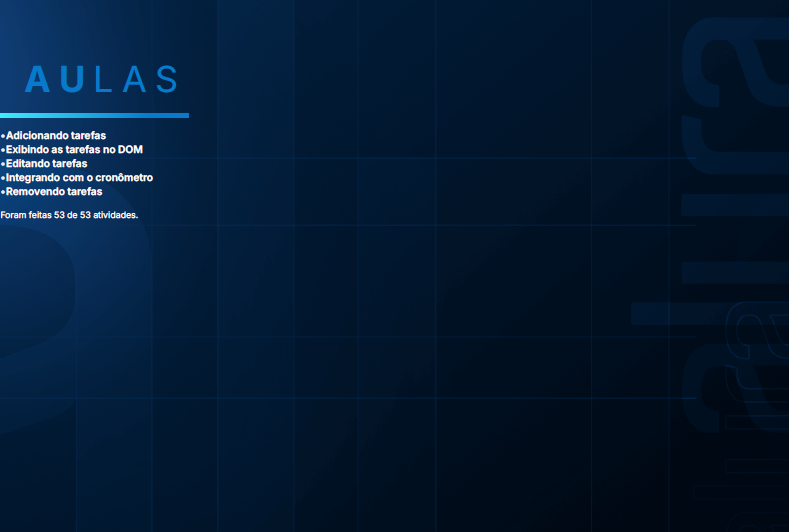 AULAS
•Adicionando tarefas
•Exibindo as tarefas no DOM
•Editando tarefas
•Integrando com o cronômetro
•Removendo tarefas
Foram feitas 53 de 53 atividades.
alura